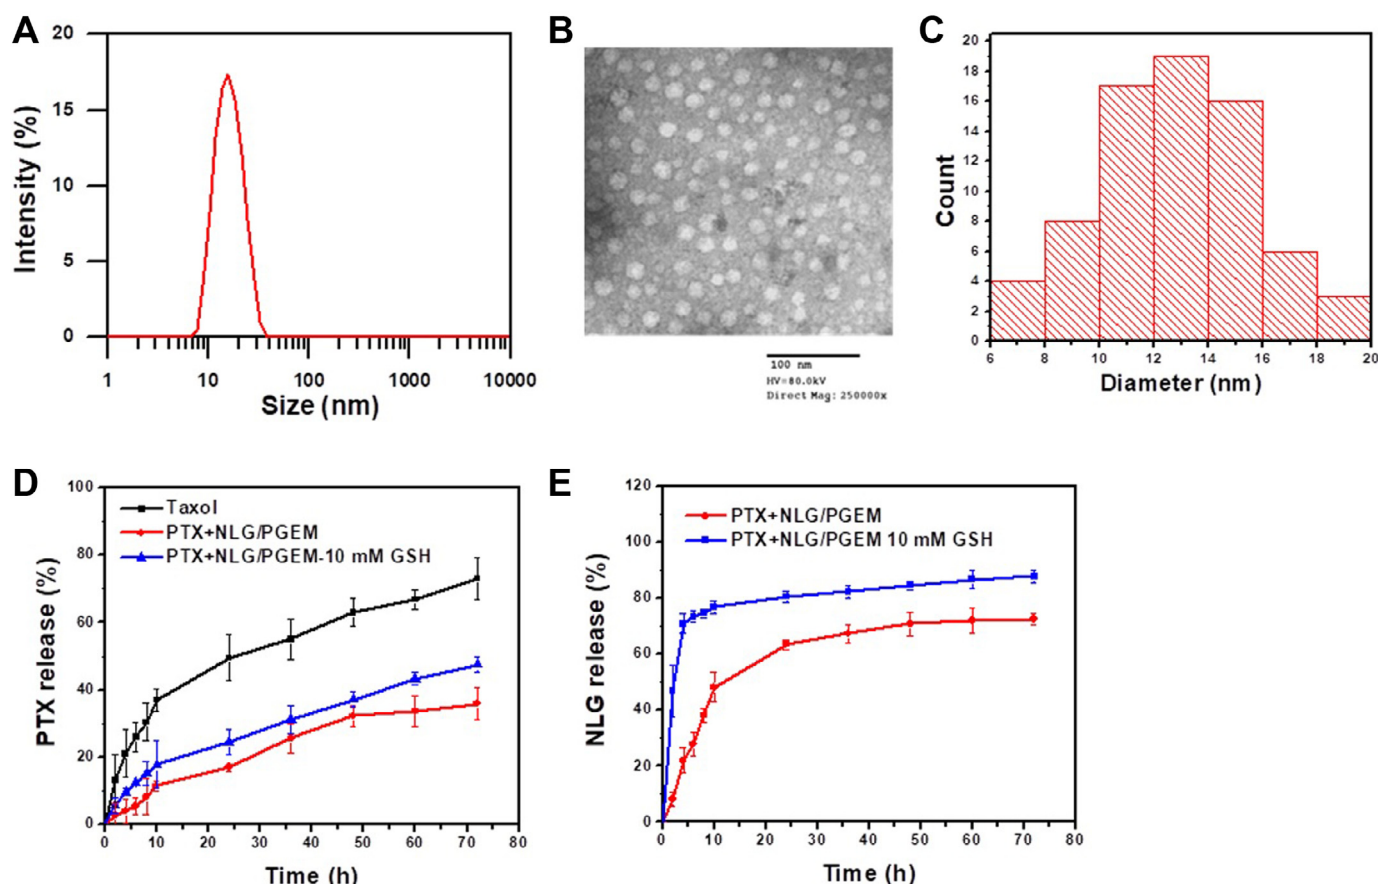 A
20
15
10
5
0
Intensity (%)
1
10
100
1000
10000
Size (nm)
B
100 nm
HV=80.0kV
Direct Mag: 250000x
C
20
18
16
14
12
10
8
6
4
2
0
Count
6
8
10
12
14
16
18
20
Diameter (nm)
D
100
80
60
40
20
0
PTX release (%)
Taxol
PTX+NLG/PGEM
PTX+NLG/PGEM-10 mM GSH
0
10
20
30
40
50
60
70
80
Time (h)
E
120
100
80
60
40
20
0
NLG release (%)
PTX+NLG/PGEM
PTX+NLG/PGEM 10 mM GSH
0
10
20
30
40
50
60
70
80
Time (h)